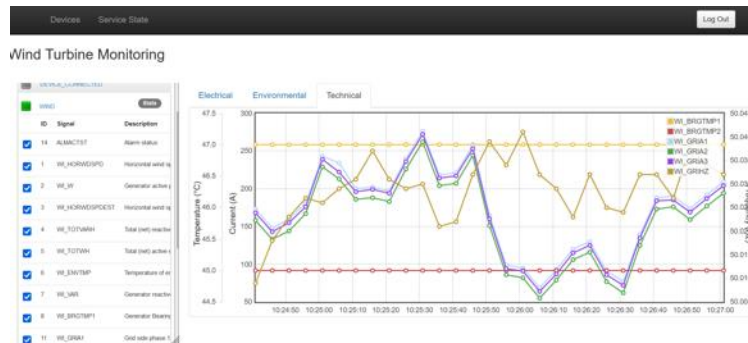 Devices Service State Log Out
Wind Turbine Monitoring
DEVICE_CONNECTED
WIND Stats
ID Signal Description
14 ALMACTST Alarm status
1 WI_HORWDSPD Horizontal wind sp
2 WI_W Generator active p
3 WI_HORWDSPDEST Horizontal wind sp
4 WI_TOTVARH Total (net) reactive
5 WI_TOTWH Total (net) active e
6 WI_ENVTMP Temperature of en
7 WI_VAR Generator reactive
8 WI_BRGTMP1 Generator Bearing
11 WI_GRIA1 Grid side phase 1
Electrical Environmental Technical
47.5
47.0
46.5
46.0
45.5
45.0
44.5
Temperature (°C)
300
250
200
150
100
50
Current (A)
WI_BRGTMP1
WI_BRGTMP2
WI_GRIA1
WI_GRIA2
WI_GRIA3
WI_GRIHZ
50.04
50.04
50.03
50.03
50.02
50.02
50.01
50.01
50.00
10:24:50 10:25:00 10:25:10 10:25:20 10:25:30 10:25:40 10:25:50 10:26:00 10:26:10 10:26:20 10:26:30 10:26:40 10:26:50 10:27:00